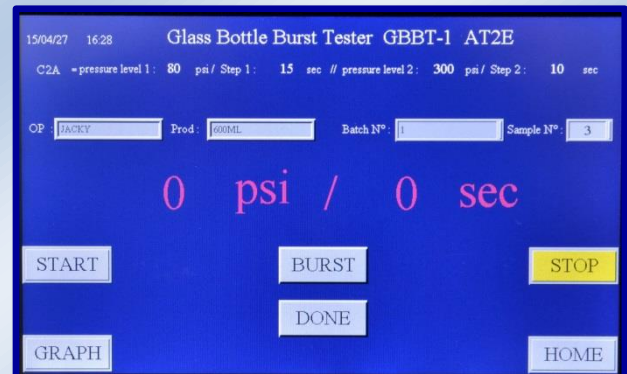 15/04/27 16:28 Glass Bottle Burst Tester GBBT-1 AT2E
C2A = pressure level 1 : 80 psi / Step 1 : 15 sec // pressure level 2 : 300 psi / Step 2 : 10 sec
OP : JACKY Prod : 600ML Batch Nº : 1 Sample Nº : 3
0 psi / 0 sec
START BURST STOP
DONE
GRAPH HOME